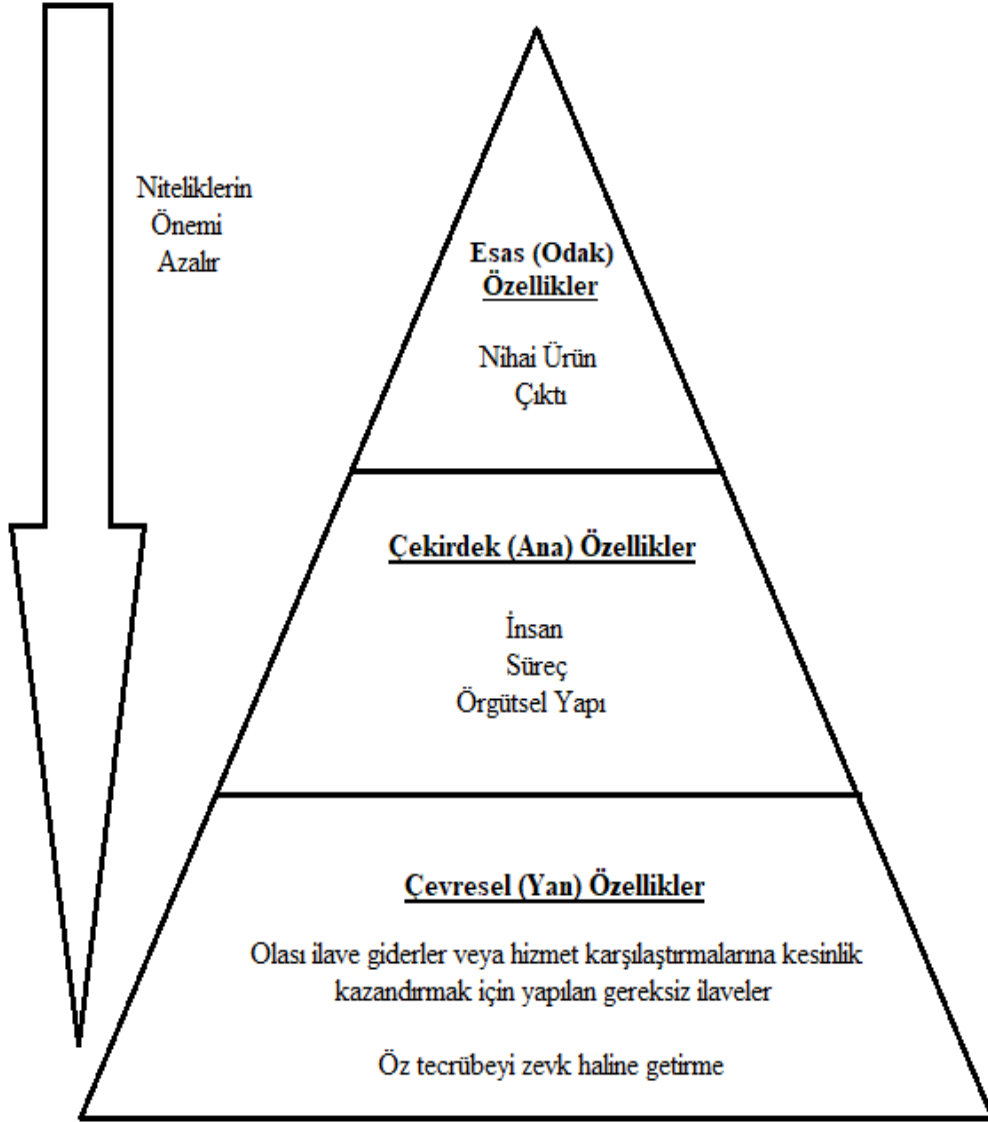 Niteliklerin
Önemi
Azalır
Esas (Odak)
Özellikler
Nihai Ürün
Çıktı
Çekirdek (Ana) Özellikler
İnsan
Süreç
Örgütsel Yapı
Çevresel (Yan) Özellikler
Olası ilave giderler veya hizmet karşılaştırmalarına kesinlik
kazandırmak için yapılan gereksiz ilaveler
Öz tecrübeyi zevk haline getirme